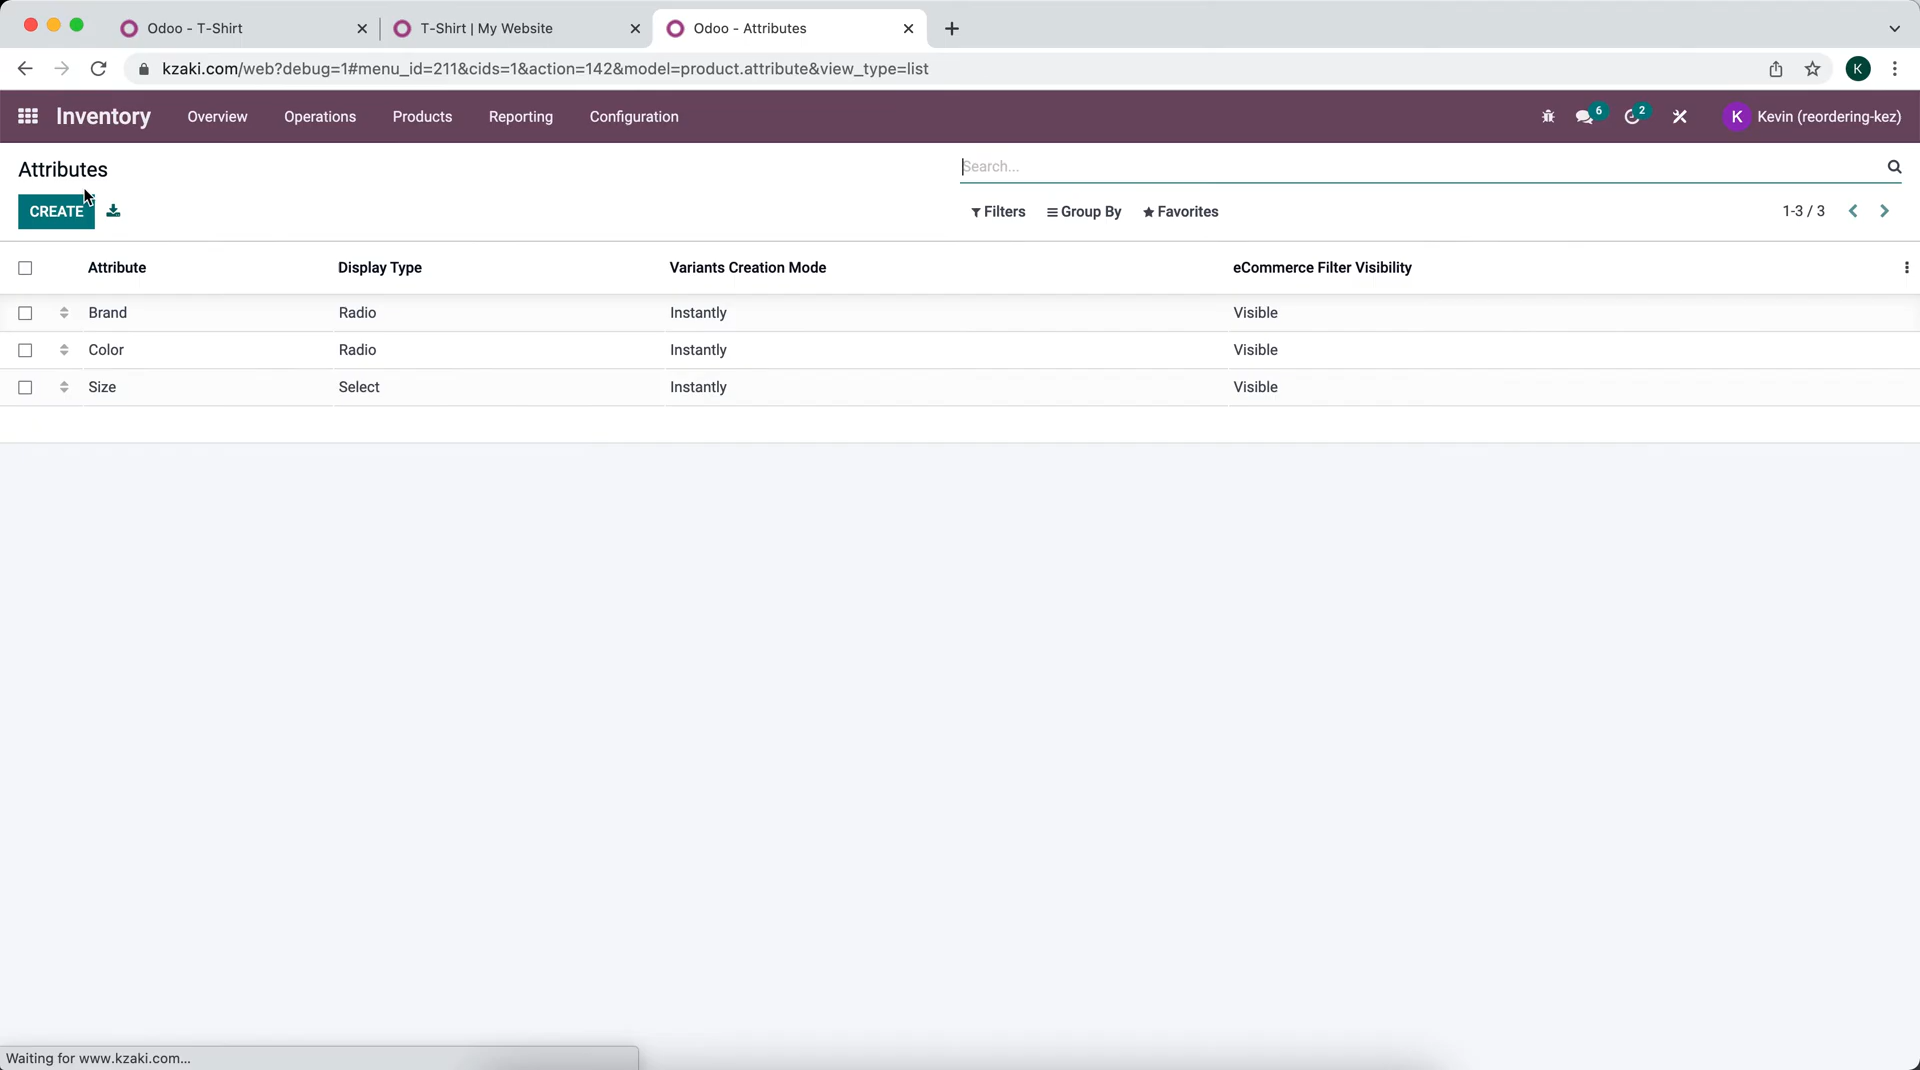 Odoo - T-Shirt
T-Shirt | My Website
Odoo - Attributes
kzaki.com/web?debug=1#menu_id=211&cids=1&action=142&model=product.attribute&view_type=list
K
Inventory
Overview
Operations
Products
Reporting
Configuration
6
2
K
Kevin (reordering-kez)
Attributes
Search...
CREATE
Filters
Group By
Favorites
1-3 / 3
Attribute Display Type Variants Creation Mode eCommerce Filter Visibility
Brand Radio Instantly Visible
Color Radio Instantly Visible
Size Select Instantly Visible
Waiting for www.kzaki.com...